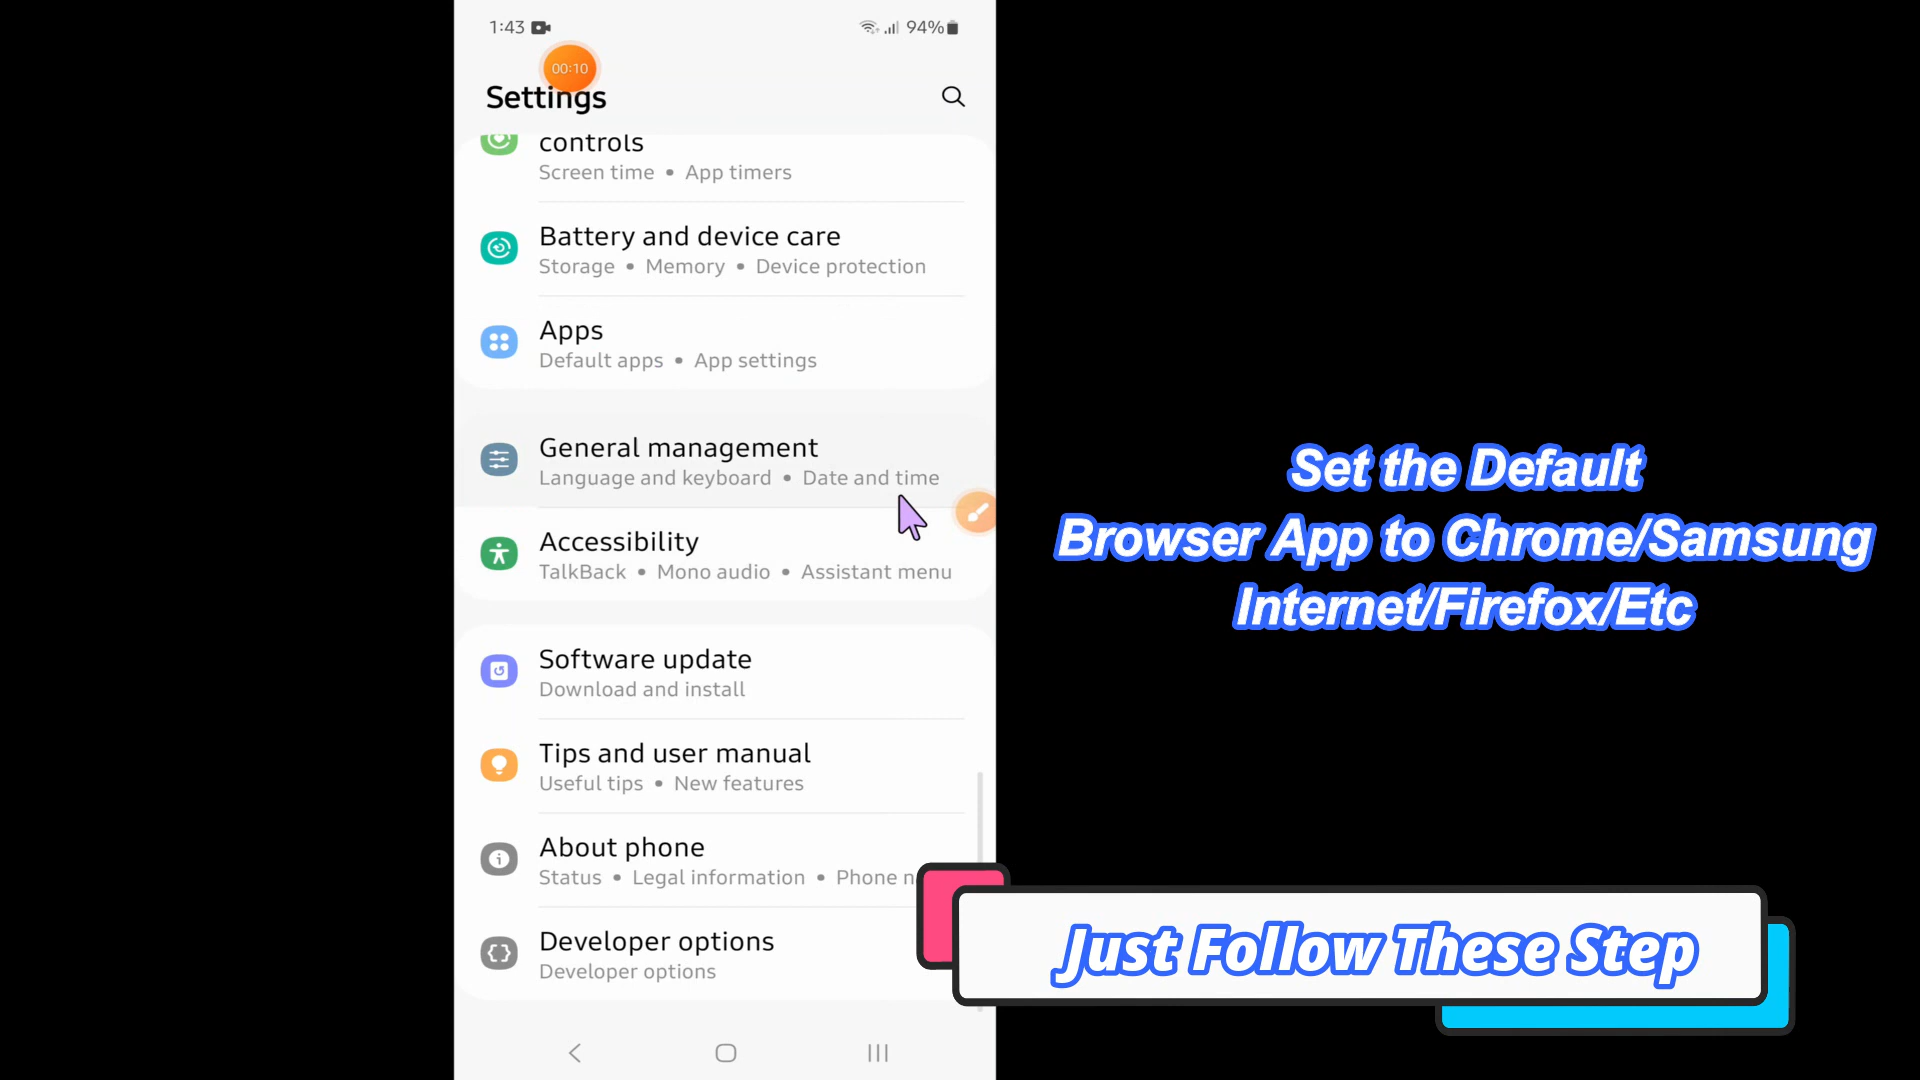 1:43
94%
00:10
Settings
controls
Screen time • App timers
Battery and device care
Storage • Memory • Device protection
Apps
Default apps • App settings
General management
Language and keyboard • Date and time
Accessibility
TalkBack • Mono audio • Assistant menu
Software update
Download and install
Tips and user manual
Useful tips • New features
About phone
Status • Legal information • Phone n
Developer options
Developer options
Set the Default
Browser App to Chrome/Samsung
Internet/Firefox/Etc
Just Follow These Step